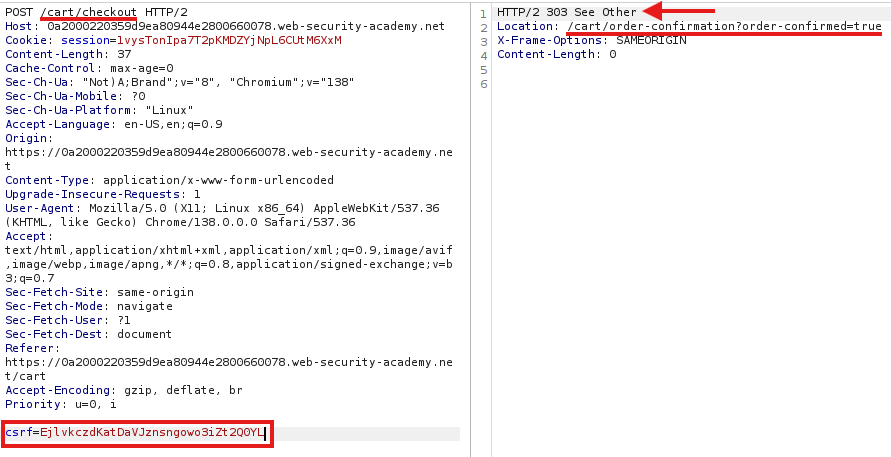 POST /cart/checkout HTTP/2
Host: 0a2000220359d9ea80944e2800660078.web-security-academy.net
Cookie: session=1vysTonIpa7T2pKMDZYjNpL6CUtM6XxM
Content-Length: 37
Cache-Control: max-age=0
Sec-Ch-Ua: "Not)A;Brand";v="8", "Chromium";v="138"
Sec-Ch-Ua-Mobile: ?0
Sec-Ch-Ua-Platform: "Linux"
Accept-Language: en-US,en;q=0.9
Origin:
https://0a2000220359d9ea80944e2800660078.web-security-academy.ne
t
Content-Type: application/x-www-form-urlencoded
Upgrade-Insecure-Requests: 1
User-Agent: Mozilla/5.0 (X11; Linux x86_64) AppleWebKit/537.36
(KHTML, like Gecko) Chrome/138.0.0.0 Safari/537.36
Accept:
text/html,application/xhtml+xml,application/xml;q=0.9,image/avif
,image/webp,image/apng,*/*;q=0.8,application/signed-exchange;v=b
3;q=0.7
Sec-Fetch-Site: same-origin
Sec-Fetch-Mode: navigate
Sec-Fetch-User: ?1
Sec-Fetch-Dest: document
Referer:
https://0a2000220359d9ea80944e2800660078.web-security-academy.ne
t/cart
Accept-Encoding: gzip, deflate, br
Priority: u=0, i
csrf=EjlvkczdKatDaVJznsngowo3iZt2Q0YL
1 HTTP/2 303 See Other
2 Location: /cart/order-confirmation?order-confirmed=true
3 X-Frame-Options: SAMEORIGIN
4 Content-Length: 0
5
6